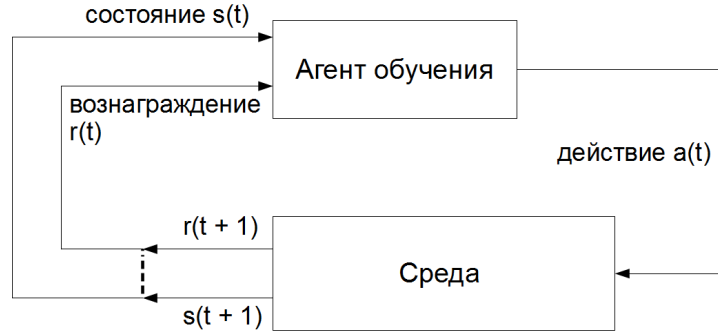 состояние s(t)
Агент обучения
вознаграждение
r(t)
действие a(t)
r(t + 1)
Среда
s(t + 1)